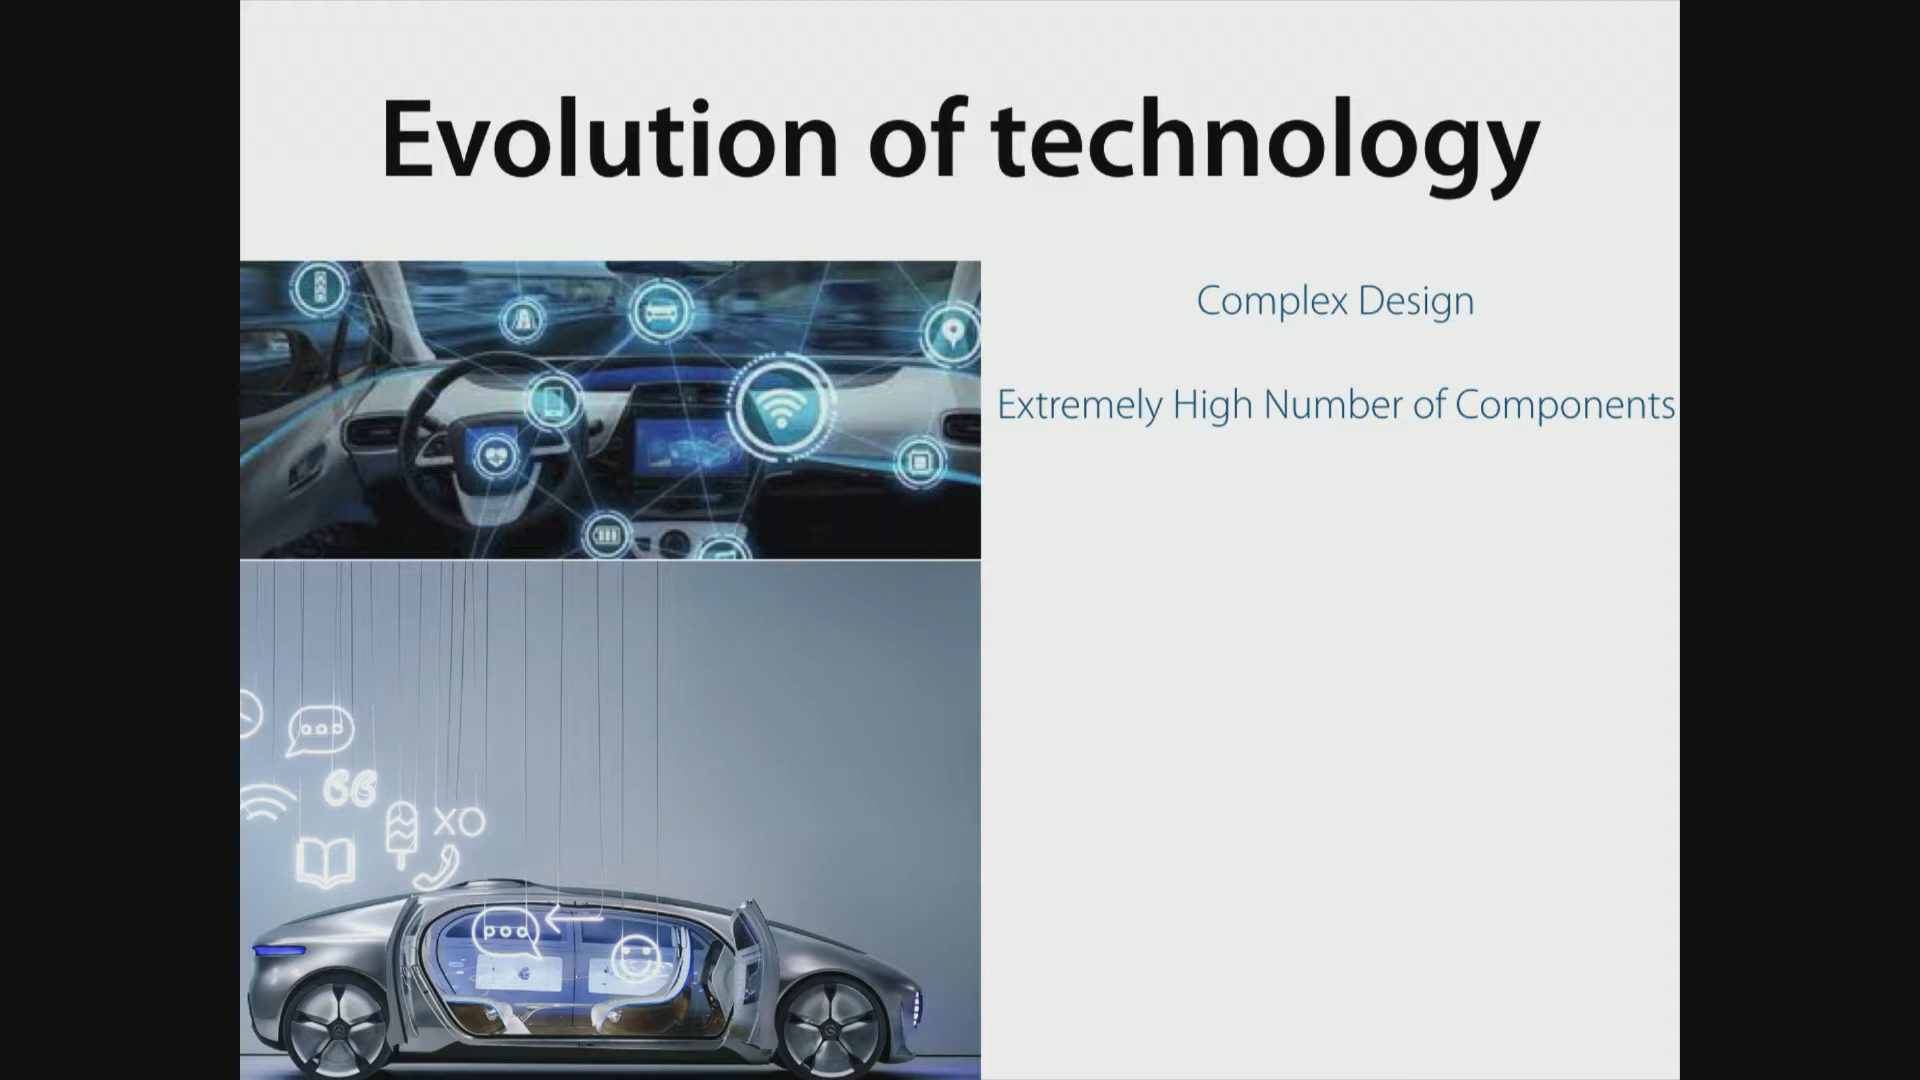 Evolution of technology
Complex Design
Extremely High Number of Components
XO